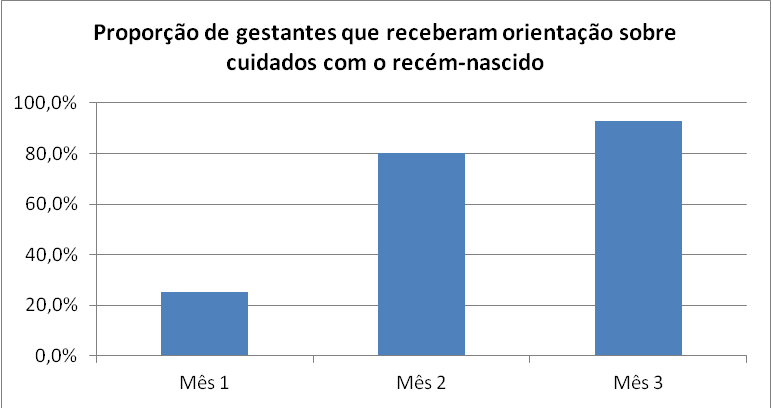 Proporção de gestantes que receberam orientação sobre
cuidados com o recém-nascido
100,0%
80,0%
60,0%
40,0%
20,0%
0,0%
Mês 1
Mês 2
Mês 3